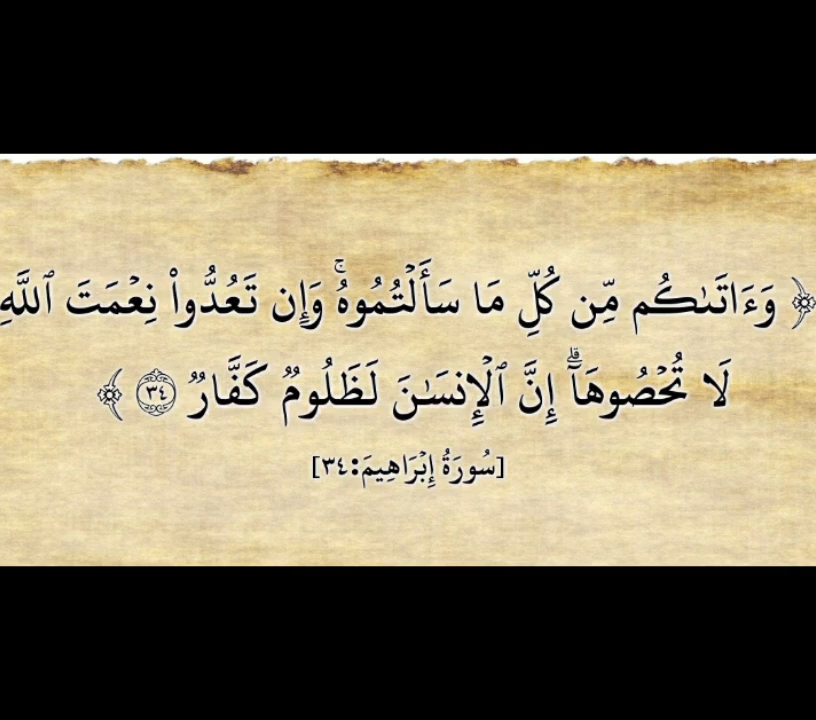 ﴿ وَءَاتَىٰكُم مِّن كُلِّ مَا سَأَلۡتُمُوهُۚ وَإِن تَعُدُّواْ نِعۡمَتَ ٱللَّهِ
لَا تُحۡصُوهَآۗ إِنَّ ٱلۡإِنسَٰنَ لَظَلُومٞ كَفَّارٞ ٣٤ ﴾
[سُورَةُ إِبۡرَاهِيمَ:٣٤]